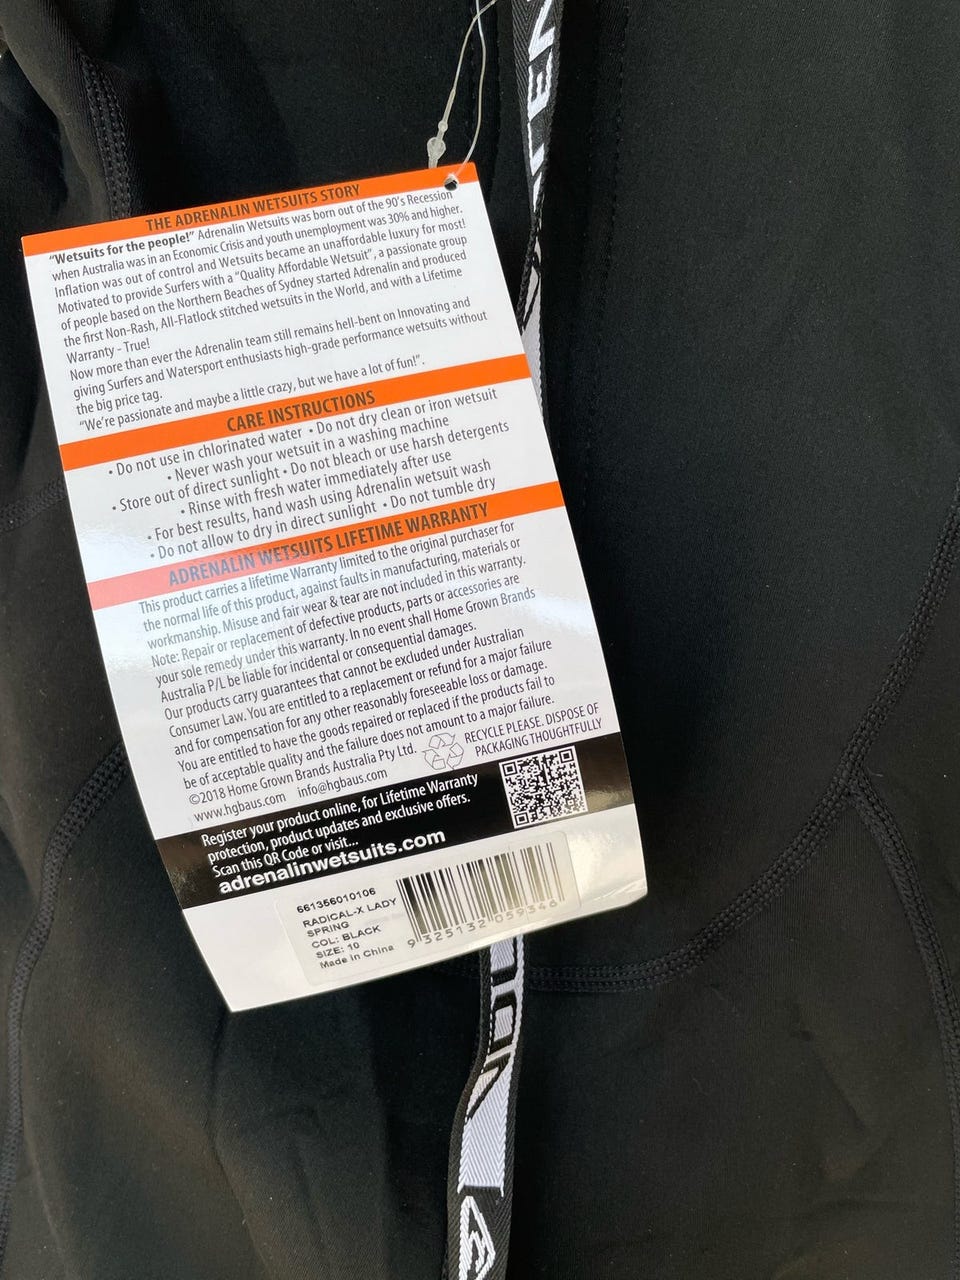 THE ADRENALIN WETSUITS STORY
"Wetsuits for the people!" Adrenalin Wetsuits was born out of the 90's Recession
when Australia was in an Economic Crisis and youth unemployment was 30% and higher.
Inflation was out of control and Wetsuits became an unaffordable luxury for most!
Motivated to provide Surfers with a "Quality Affordable Wetsuit", a passionate group
of people based on the Northern Beaches of Sydney started Adrenalin and produced
the first Non-Rash, All-Flatlock stitched wetsuits in the World, and with a Lifetime
Warranty - True!
Now more than ever the Adrenalin team still remains hell-bent on Innovating and
giving Surfers and Watersport enthusiasts high-grade performance wetsuits without
the big price tag.
"We're passionate and maybe a little crazy, but we have a lot of fun!".
CARE INSTRUCTIONS
• Do not use in chlorinated water • Do not dry clean or iron wetsuit
• Never wash your wetsuit in a washing machine
• Store out of direct sunlight • Do not bleach or use harsh detergents
• Rinse with fresh water immediately after use
• For best results, hand wash using Adrenalin wetsuit wash
• Do not allow to dry in direct sunlight • Do not tumble dry
ADRENALIN WETSUITS LIFETIME WARRANTY
This product carries a lifetime Warranty limited to the original purchaser for
the normal life of this product, against faults in manufacturing, materials or
workmanship. Misuse and fair wear & tear are not included in this warranty.
Note: Repair or replacement of defective products, parts or accessories are
your sole remedy under this warranty. In no event shall Home Grown Brands
Australia P/L be liable for incidental or consequential damages.
Our products carry guarantees that cannot be excluded under Australian
Consumer Law. You are entitled to a replacement or refund for a major failure
and for compensation for any other reasonably foreseeable loss or damage.
You are entitled to have the goods repaired or replaced if the products fail to
be of acceptable quality and the failure does not amount to a major failure.
©2018 Home Grown Brands Australia Pty Ltd.
www.hgbaus.com info@hgbaus.com
RECYCLE PLEASE. DISPOSE OF
PACKAGING THOUGHTFULLY
Register your product online, for Lifetime Warranty
protection, product updates and exclusive offers.
Scan this QR Code or visit...
adrenalinwetsuits.com
661356010106
RADICAL-X LADY
SPRING
COL: BLACK
SIZE: 10
Made in China
9 325132 059346